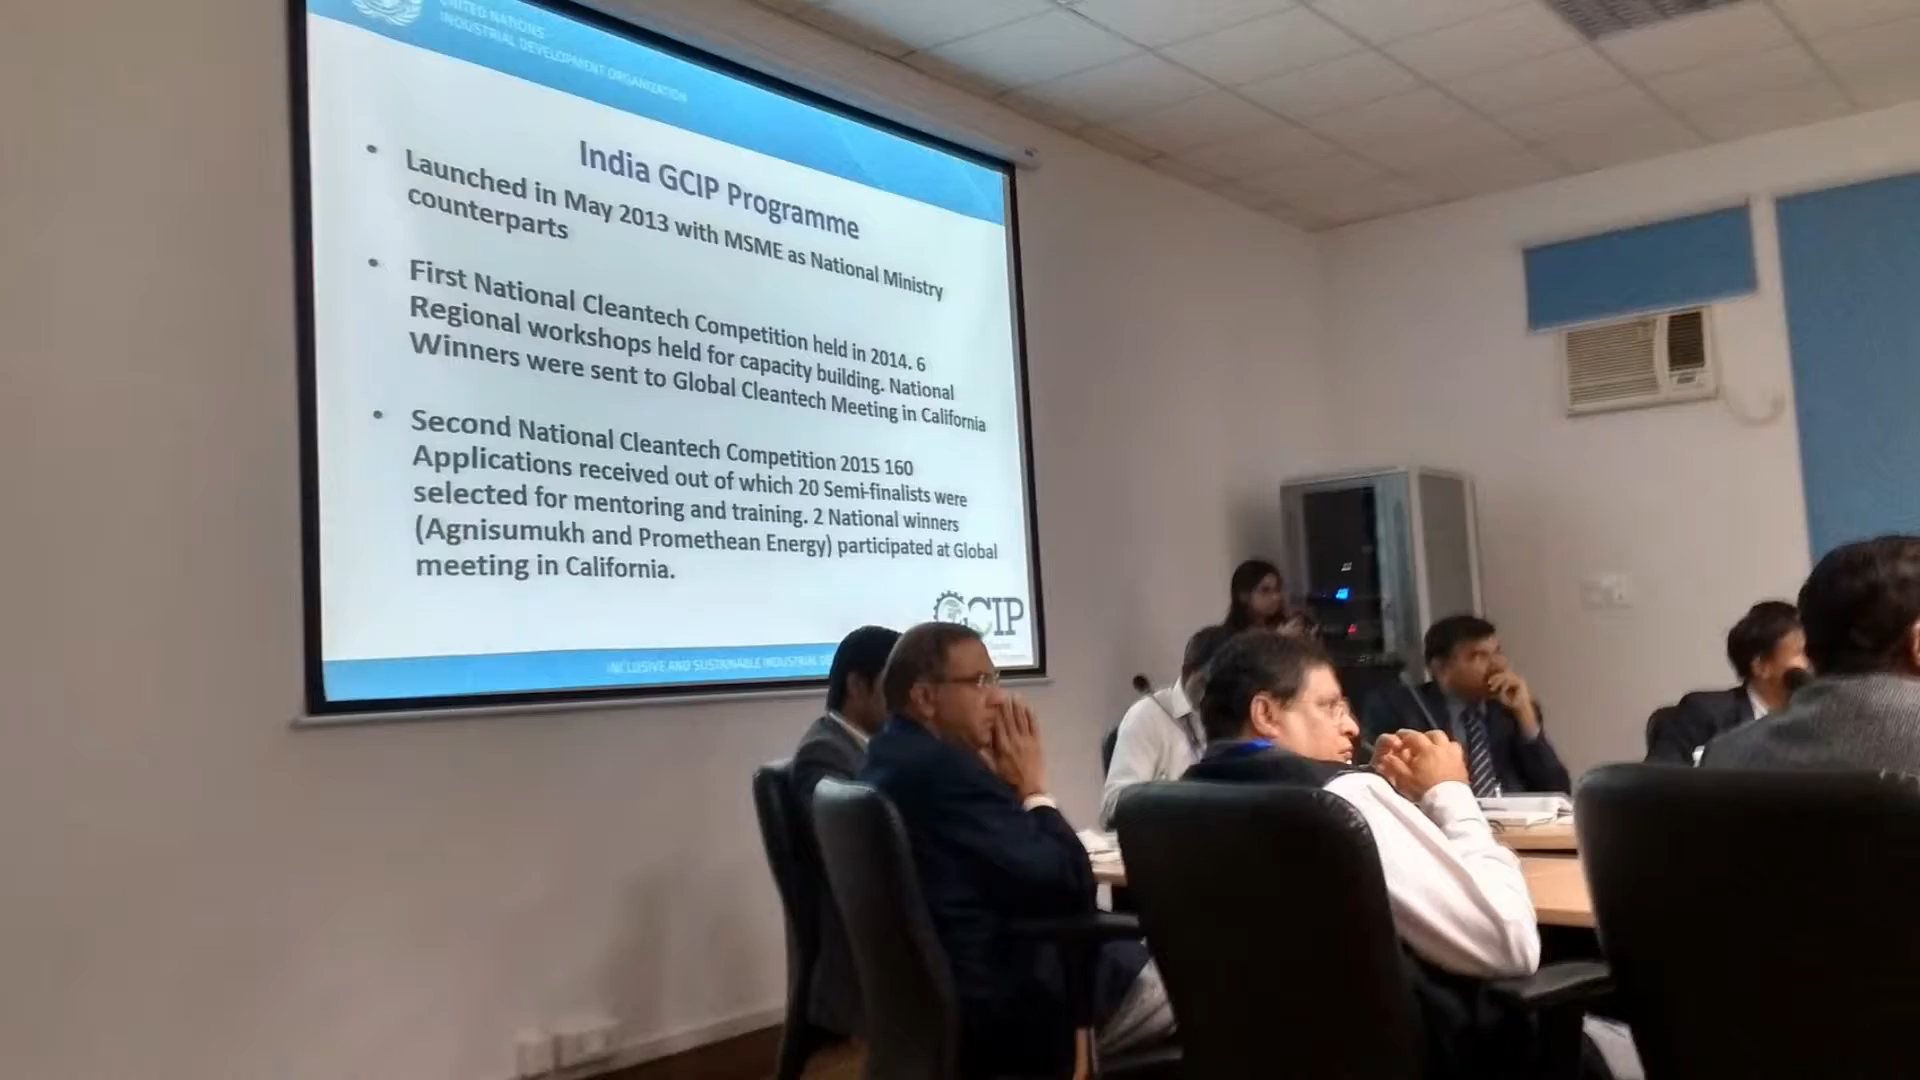 UNITED NATIONS
INDUSTRIAL DEVELOPMENT ORGANIZATION
India GCIP Programme
• Launched in May 2013 with MSME as National Ministry
counterparts
• First National Cleantech Competition held in 2014. 6
Regional workshops held for capacity building. National
Winners were sent to Global Cleantech Meeting in California
• Second National Cleantech Competition 2015 160
Applications received out of which 20 Semi-finalists were
selected for mentoring and training. 2 National winners
(Agnisumukh and Promethean Energy) participated at Global
meeting in California.
GCIP
INCLUSIVE AND SUSTAINABLE INDUSTRIAL